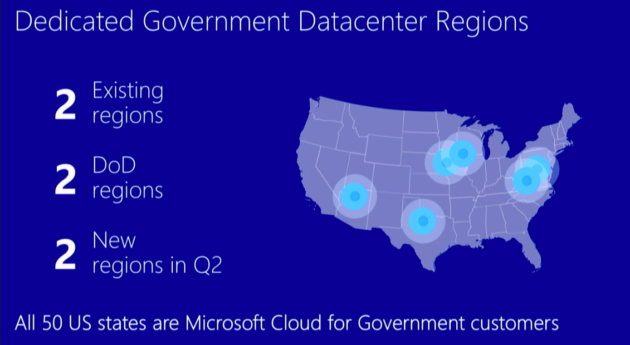 Dedicated Government Datacenter Regions
2 Existing
regions
2 DoD
regions
2 New
regions in Q2
All 50 US states are Microsoft Cloud for Government customers